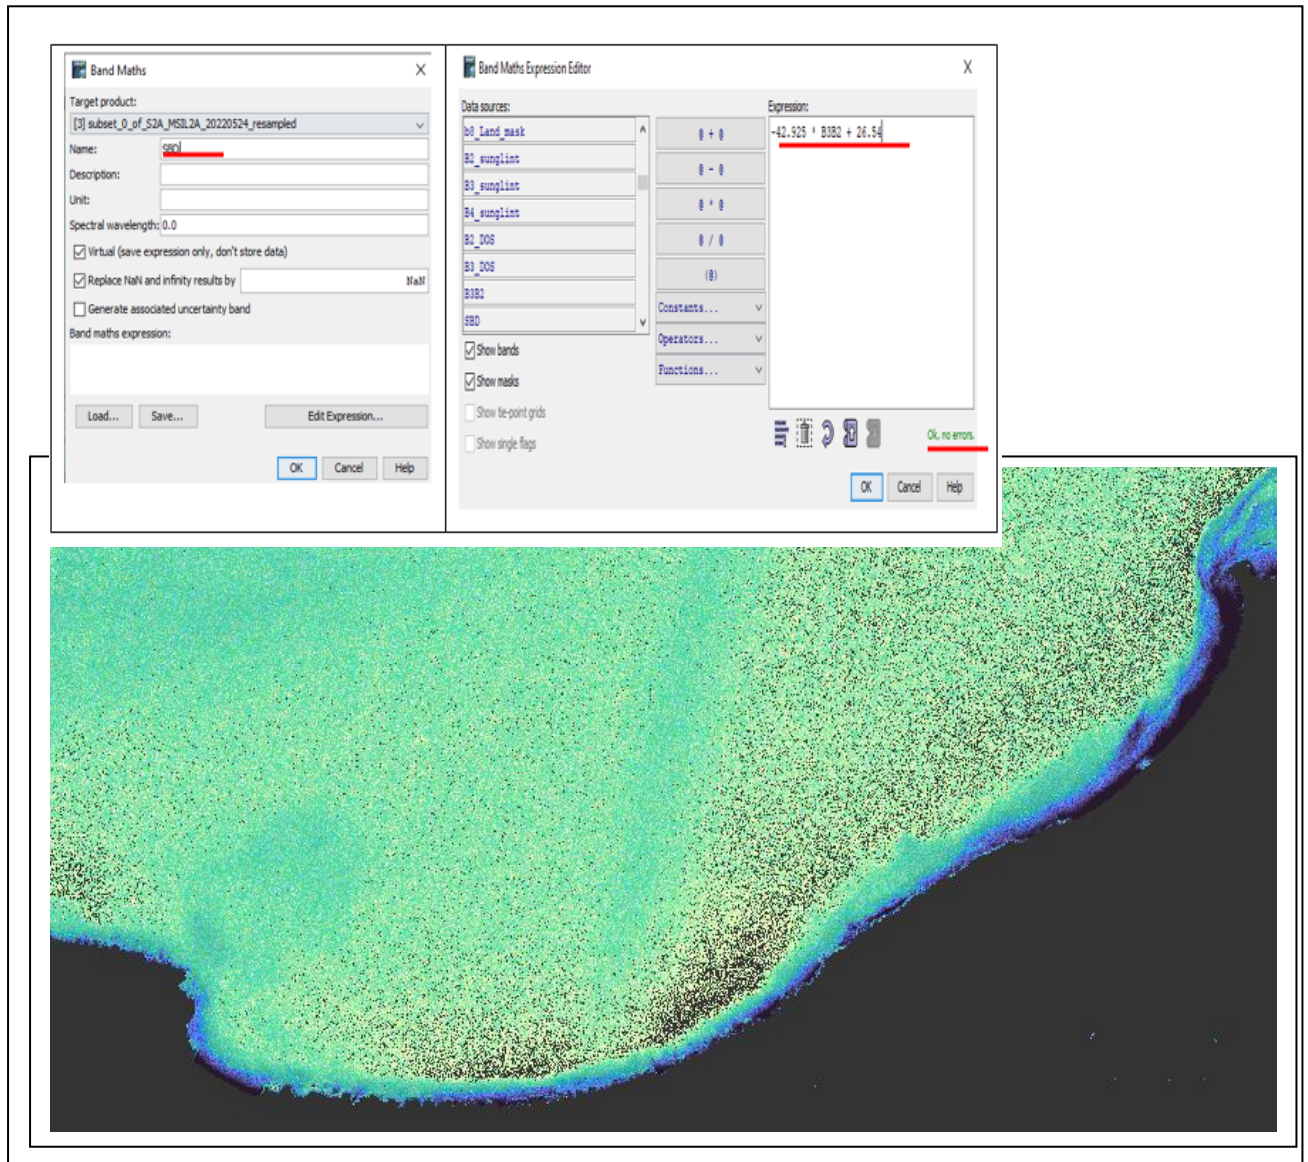 Band Maths
Target product:
[3] subset_0_of_S2A_MSIL2A_20220524_resampled
Name: SBD
Description:
Unit:
Spectral wavelength: 0.0
Virtual (save expression only, don't store data)
Replace NaN and infinity results by NaN
Generate associated uncertainty band
Band maths expression:
Load... Save... Edit Expression...
OK Cancel Help
Band Maths Expression Editor
Data sources: Expression:
b8_Land_mask
B2_sunglint
B3_sunglint
B4_sunglint
B2_DOS
B3_DOS
B3B2
SBD
Show bands
Show masks
Show tie-point grids
Show single flags
@ + @
@ - @
@ * @
@ / @
(@)
Constants...
Operators...
Functions...
-42.925 * B3B2 + 26.54
Ok, no errors.
OK Cancel Help